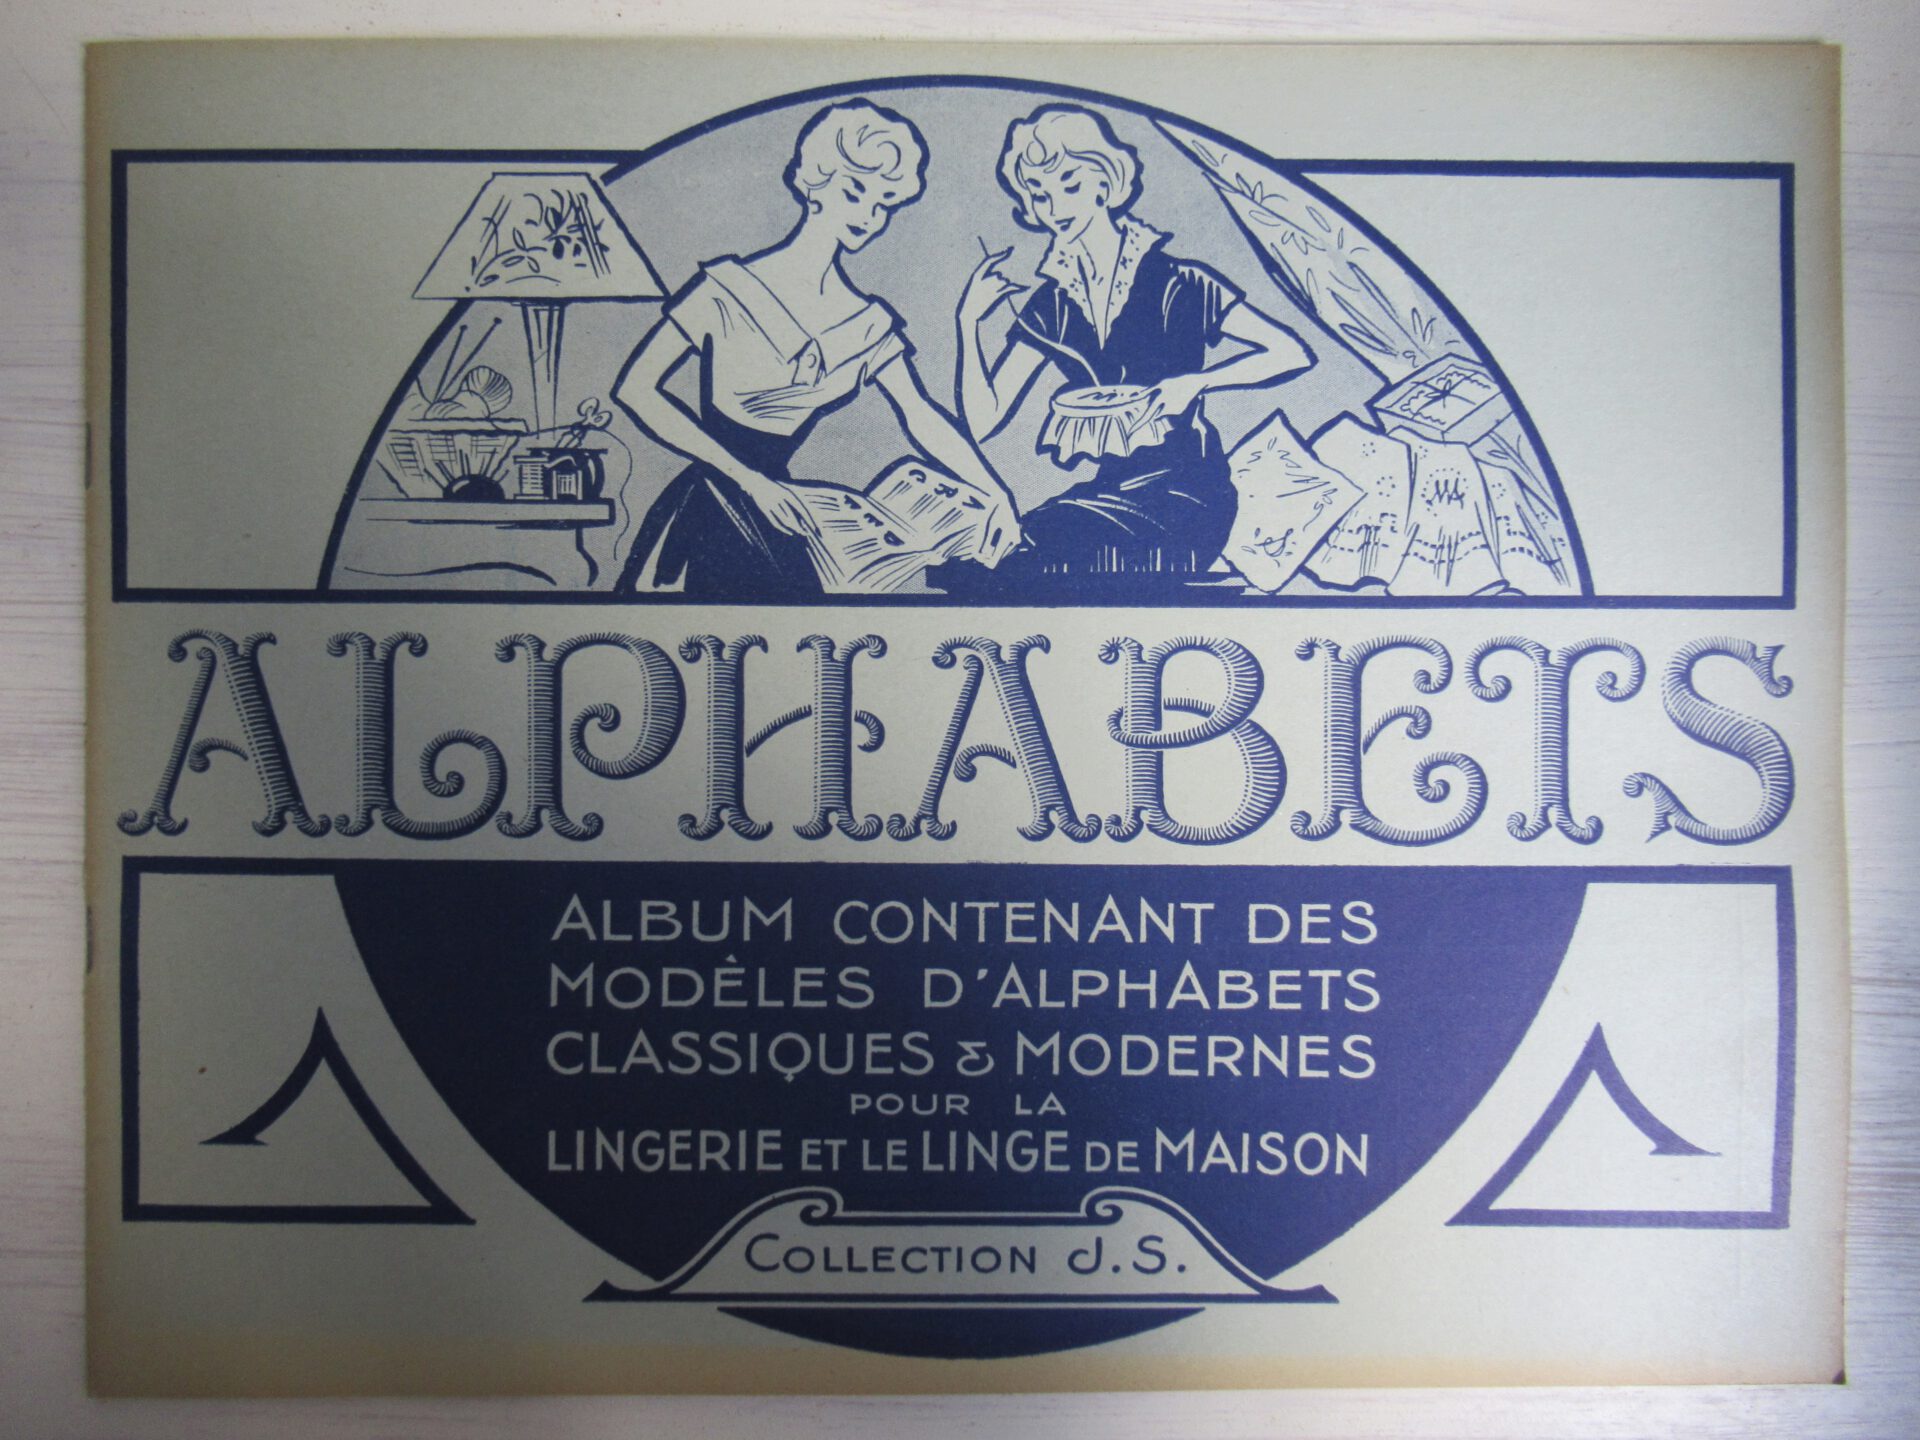 ALPHABETS
ALBUM CONTENANT DES
MODÈLES D'ALPHABETS
CLASSIQUES & MODERNES
POUR LA
LINGERIE ET LE LINGE DE MAISON
COLLECTION J.S.